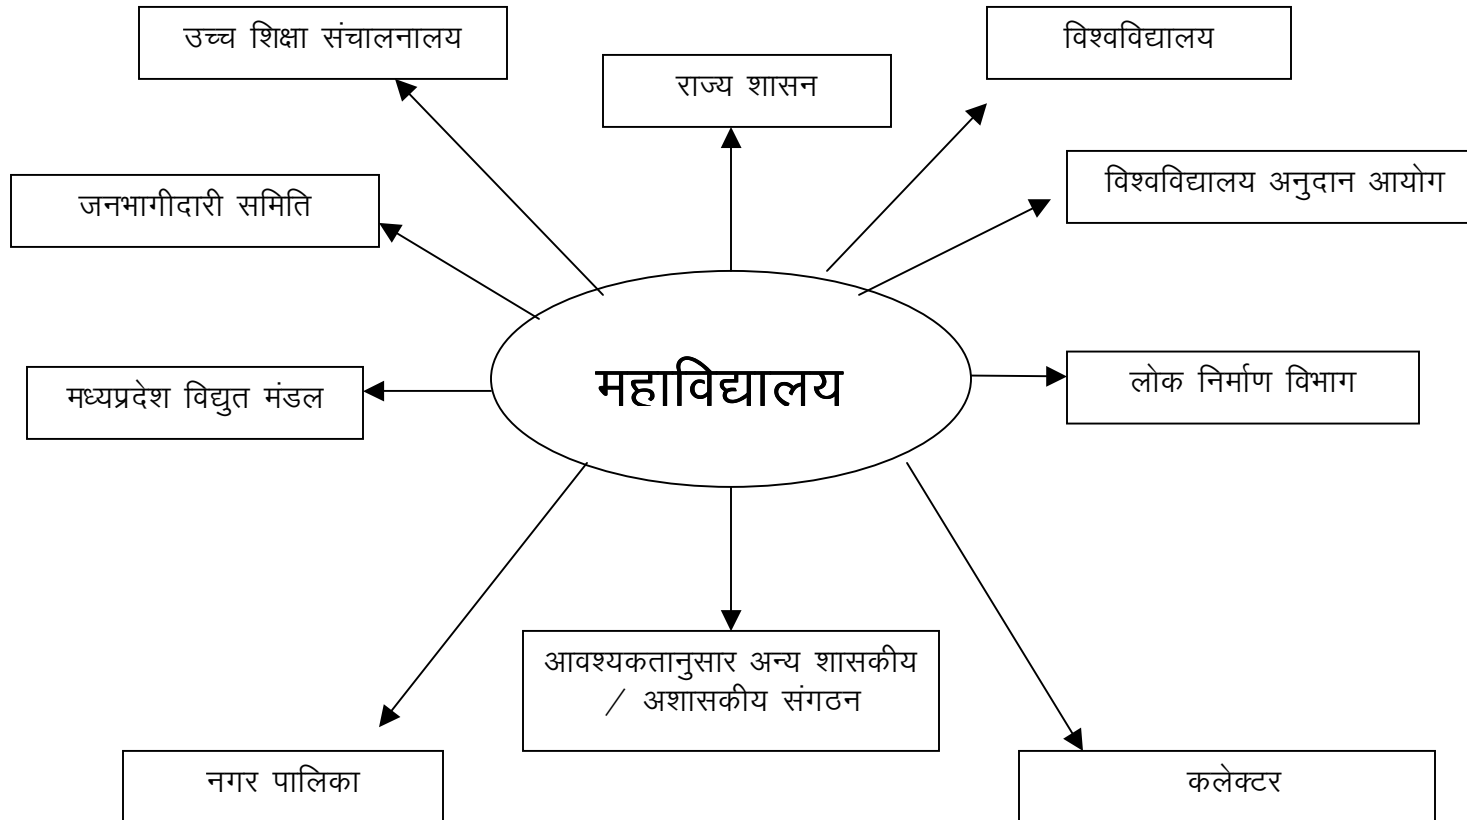 उच्च शिक्षा संचालनालय
राज्य शासन
विश्वविद्यालय
जनभागीदारी समिति
विश्वविद्यालय अनुदान आयोग
मध्यप्रदेश विद्युत मंडल
महाविद्यालय
लोक निर्माण विभाग
आवश्यकतानुसार अन्य शासकीय
/ अशासकीय संगठन
नगर पालिका
कलेक्टर